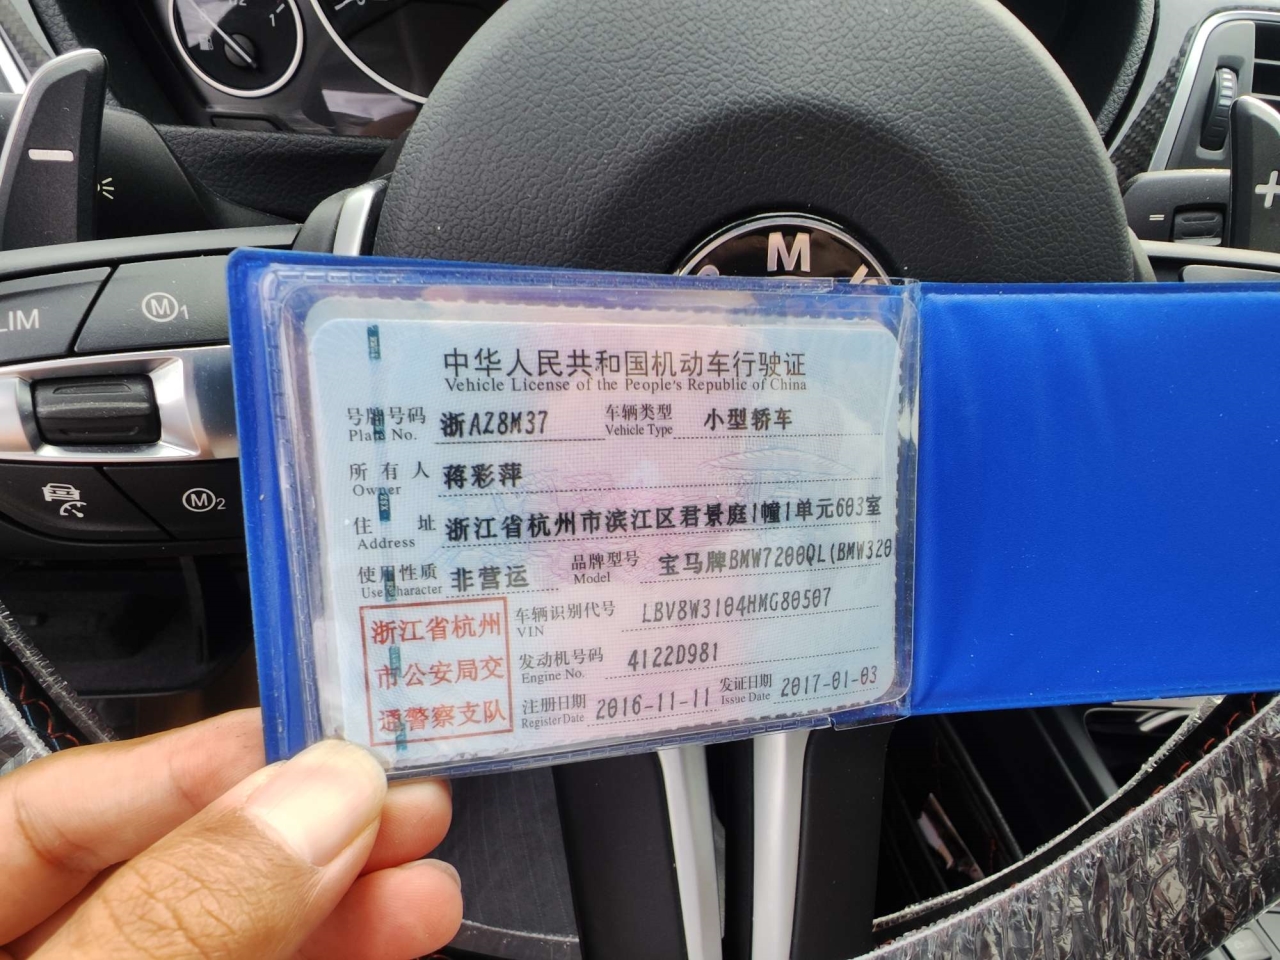 LIM
M1
M2
M
中华人民共和国机动车行驶证
Vehicle License of the People's Republic of China
号牌号码 浙AZ8M37 车辆类型 小型轿车
Plate No. Vehicle Type
所有人 蒋彩萍
Owner
住址 浙江省杭州市滨江区君景庭1幢1单元603室
Address
使用性质 非营运 品牌型号 宝马牌BMW7200QL(BMW320
Use Character Model
浙江省杭州
市公安局交
通警察支队
车辆识别代号 LBV8W3104HMG80507
VIN
发动机号码 4122D981
Engine No.
注册日期 2016-11-11 发证日期 2017-01-03
Register Date Issue Date